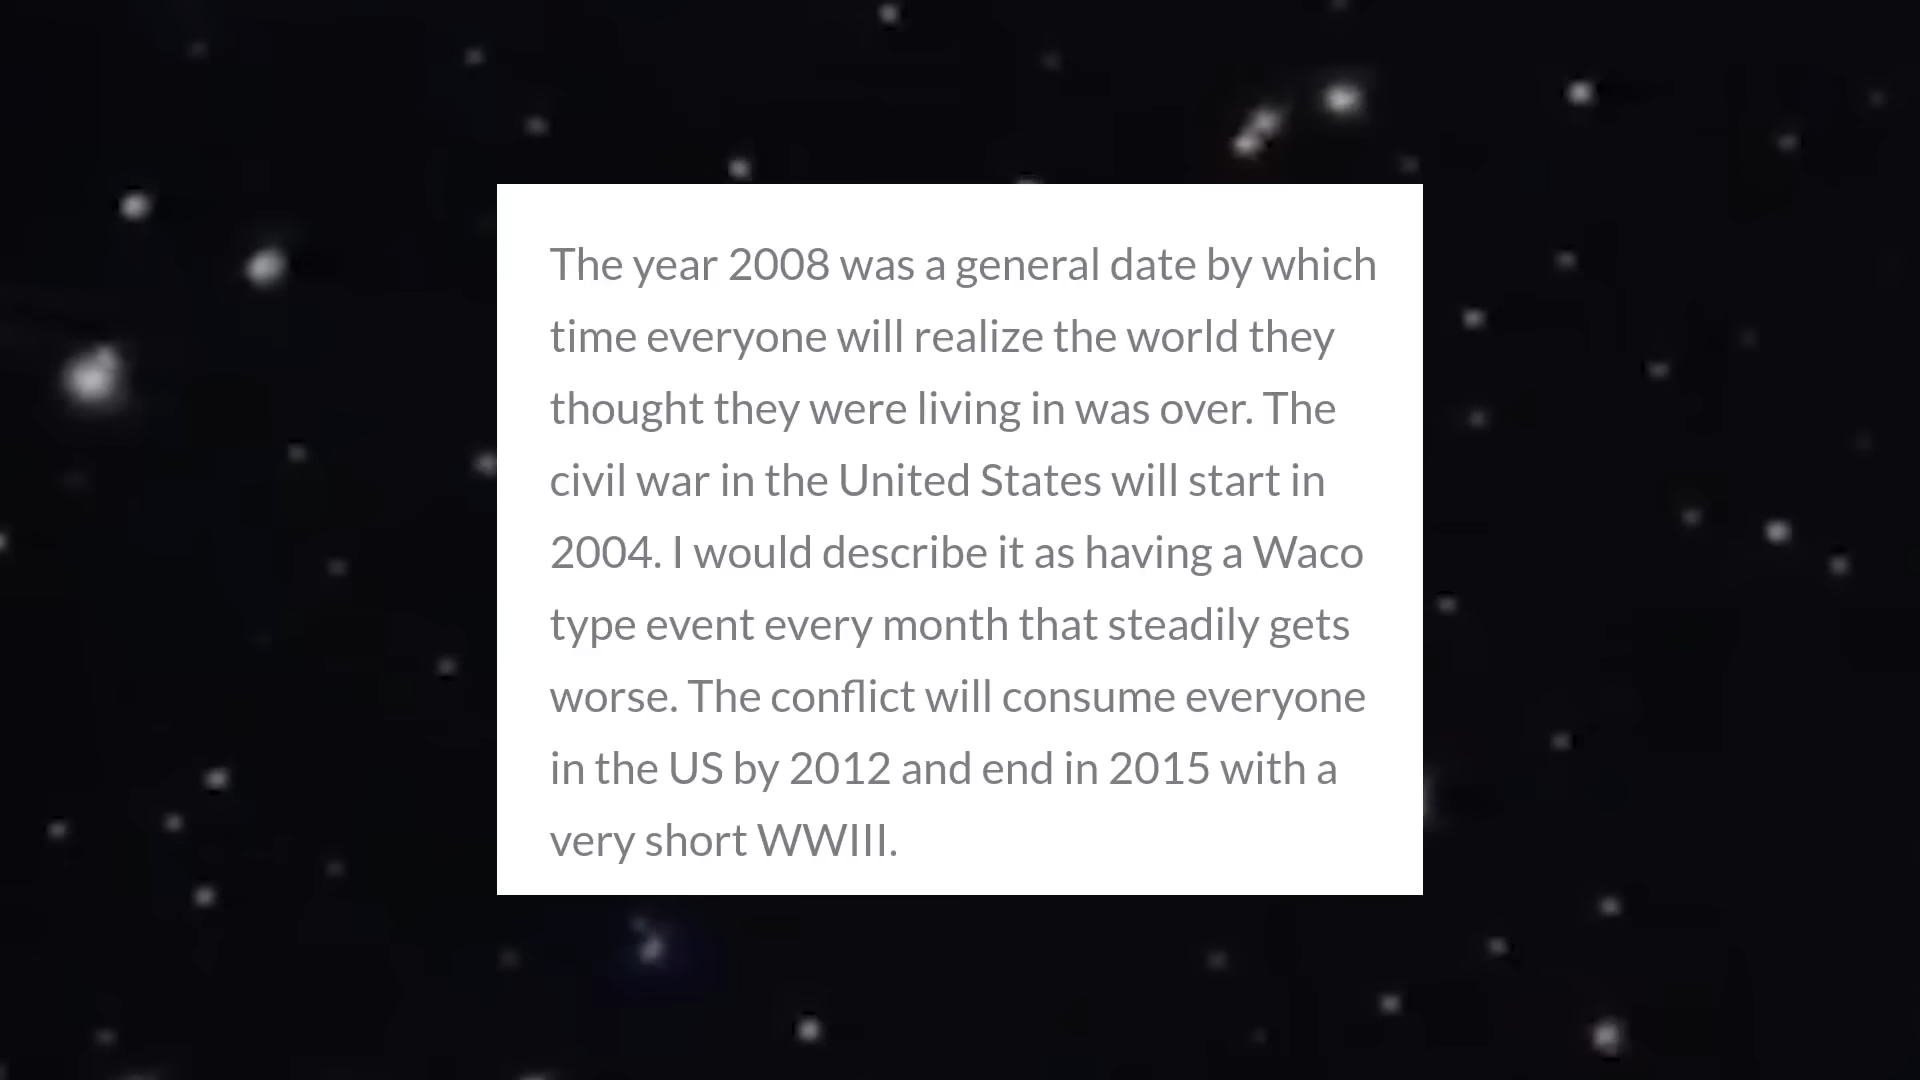 The year 2008 was a general date by which
time everyone will realize the world they
thought they were living in was over. The
civil war in the United States will start in
2004. I would describe it as having a Waco
type event every month that steadily gets
worse. The conflict will consume everyone
in the US by 2012 and end in 2015 with a
very short WWIII.